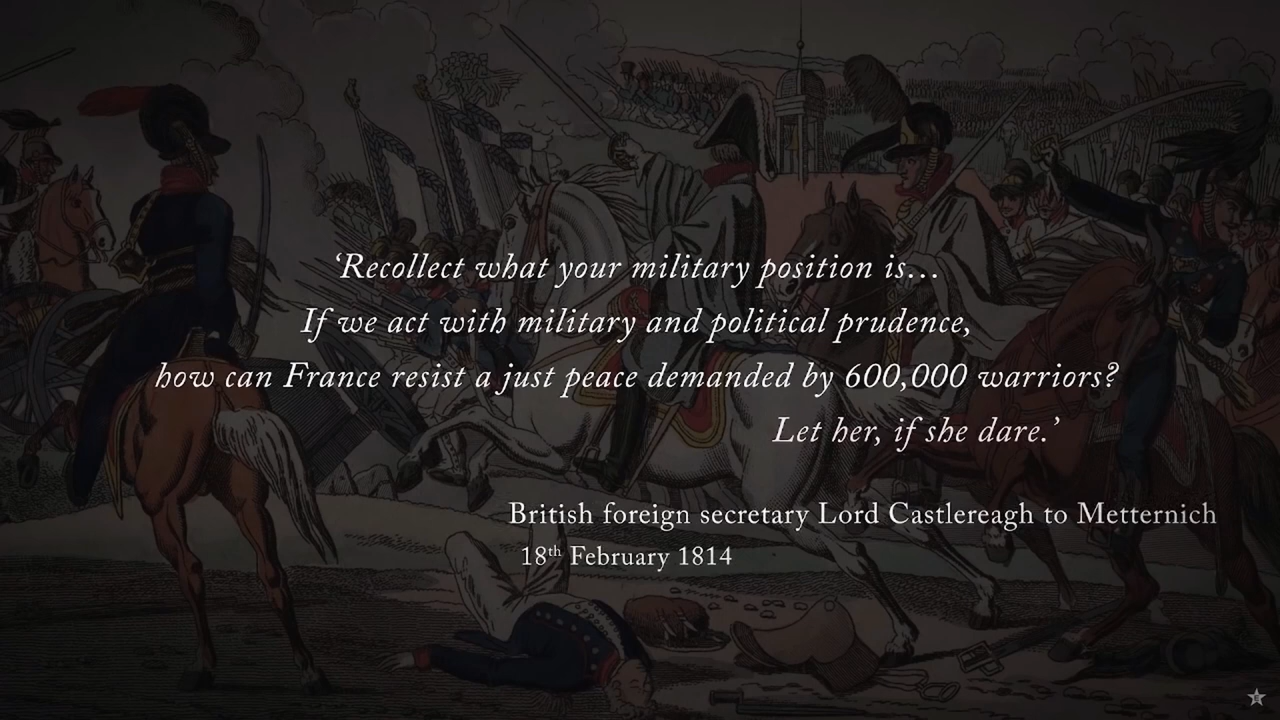 ‘Recollect what your military position is...
If we act with military and political prudence,
how can France resist a just peace demanded by 600,000 warriors?
Let her, if she dare.’
British foreign secretary Lord Castlereagh to Metternich
18th February 1814